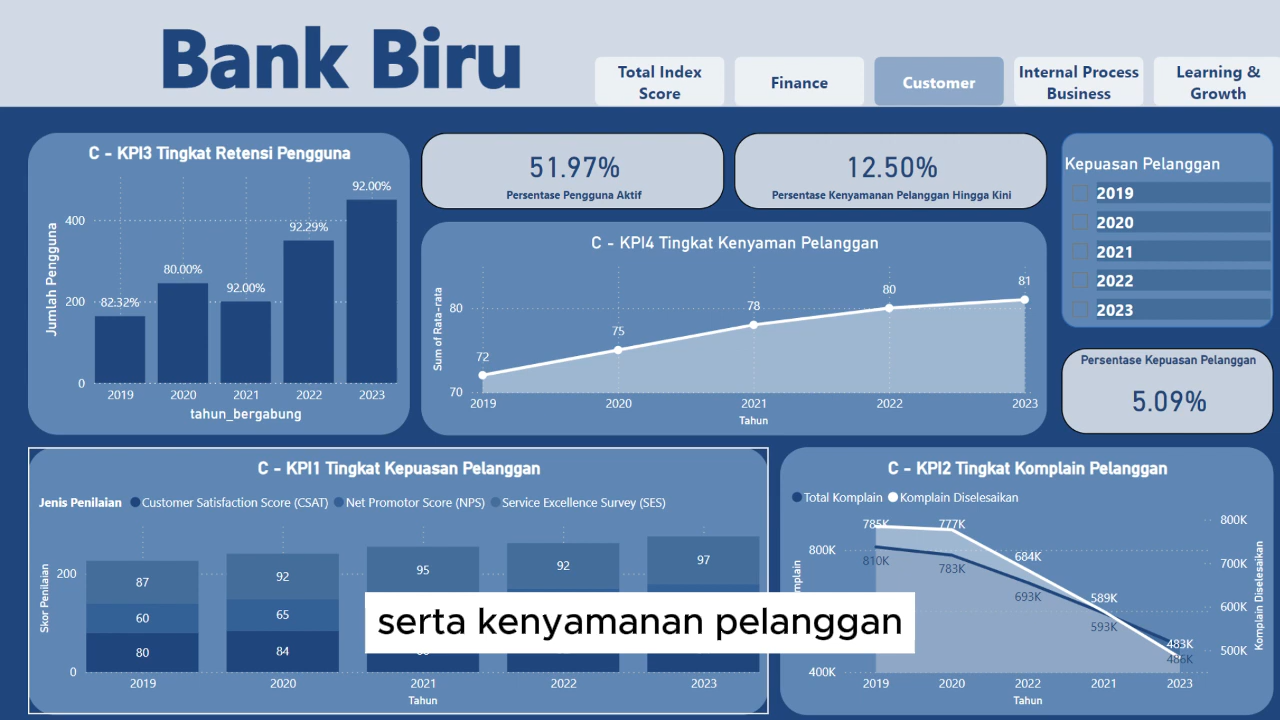 Bank Biru
Total Index
Score
Finance
Customer
Internal Process
Business
Learning &
Growth
C - KPI3 Tingkat Retensi Pengguna
Jumlah Pengguna
400
200
0
82.32%
80.00%
92.00%
92.29%
92.00%
2019
2020
2021
2022
2023
tahun_bergabung
51.97%
Persentase Pengguna Aktif
12.50%
Persentase Kenyamanan Pelanggan Hingga Kini
C - KPI4 Tingkat Kenyaman Pelanggan
Sum of Rata-rata
80
70
72
75
78
80
81
2019
2020
2021
2022
2023
Tahun
Kepuasan Pelanggan
2019
2020
2021
2022
2023
Persentase Kepuasan Pelanggan
5.09%
C - KPI1 Tingkat Kepuasan Pelanggan
Jenis Penilaian
Customer Satisfaction Score (CSAT)
Net Promotor Score (NPS)
Service Excellence Survey (SES)
Skor Penilaian
200
0
87
92
95
92
97
60
65
80
84
2019
2020
2021
2022
2023
Tahun
serta kenyamanan pelanggan
C - KPI2 Tingkat Komplain Pelanggan
Total Komplain
Komplain Diselesaikan
800K
400K
785K
777K
684K
589K
483K
810K
783K
693K
593K
486K
800K
700K
600K
500K
Komplain Diselesaikan
2019
2020
2022
2021
2023
Tahun